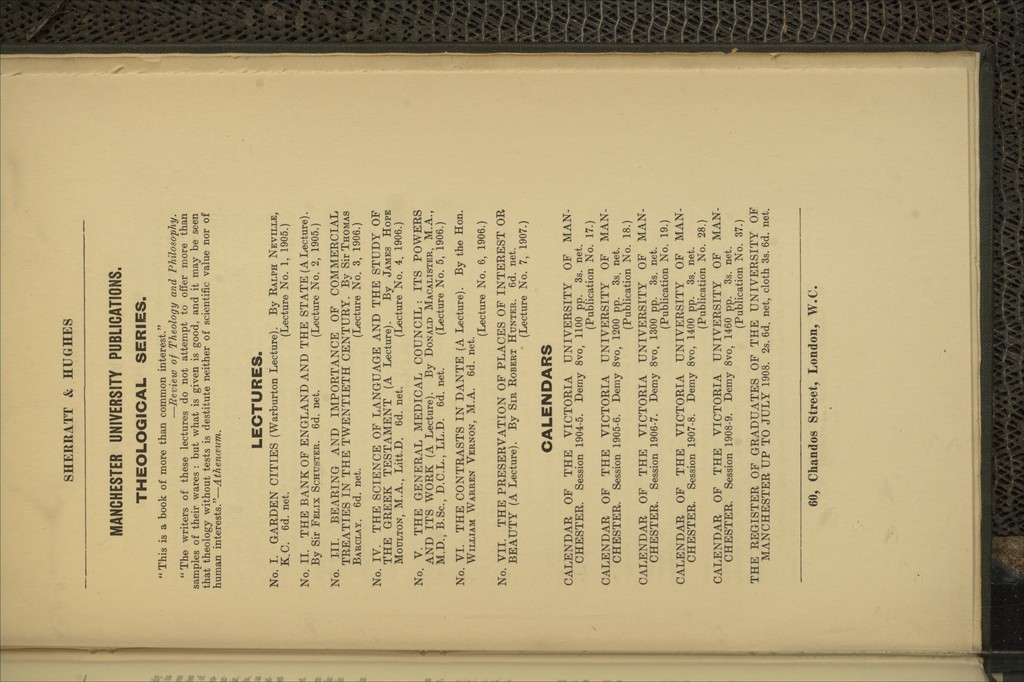 SHERRATT & HUGHES
MANCHESTER UNIVERSITY PUBLICATIONS.
THEOLOGICAL SERIES.
"This is a book of more than common interest."
—Review of Theology and Philosophy.
"The writers of these lectures do not attempt to offer more than
samples of their wares: but what is given is good, and it may be seen
that theology without tests is destitute neither of scientific value nor of
human interests."—Athenæum.
LECTURES.
No. I. GARDEN CITIES (Warburton Lecture). By RALPH NEVILLE,
K.C. 6d. net. (Lecture No. 1, 1905.)
No. II. THE BANK OF ENGLAND AND THE STATE (A Lecture).
By Sir FELIX SCHUSTER. 6d. net. (Lecture No. 2, 1905.)
No. III. BEARING AND IMPORTANCE OF COMMERCIAL
TREATIES IN THE TWENTIETH CENTURY. By Sir THOMAS
BARCLAY. 6d. net. (Lecture No. 3, 1906.)
No. IV. THE SCIENCE OF LANGUAGE AND THE STUDY OF
THE GREEK TESTAMENT (A Lecture). By JAMES HOPE
MOULTON, M.A., Litt.D. 6d. net. (Lecture No. 4, 1906.)
No. V. THE GENERAL MEDICAL COUNCIL: ITS POWERS
AND ITS WORK (A Lecture). By DONALD MACALISTER, M.A.,
M.D., B.Sc., D.C.L., LL.D. 6d. net. (Lecture No. 5, 1906.)
No. VI. THE CONTRASTS IN DANTE (A Lecture). By the Hon.
WILLIAM WARREN VERNON, M.A. 6d. net.
(Lecture No. 6, 1906.)
No. VII. THE PRESERVATION OF PLACES OF INTEREST OR
BEAUTY (A Lecture). By SIR ROBERT HUNTER. 6d. net.
(Lecture No. 7, 1907.)
CALENDARS
CALENDAR OF THE VICTORIA UNIVERSITY OF MAN-
CHESTER. Session 1904-5. Demy 8vo, 1100 pp. 3s. net.
(Publication No. 17.)
CALENDAR OF THE VICTORIA UNIVERSITY OF MAN-
CHESTER. Session 1905-6. Demy 8vo, 1200 pp. 3s. net.
(Publication No. 18.)
CALENDAR OF THE VICTORIA UNIVERSITY OF MAN-
CHESTER. Session 1906-7. Demy 8vo, 1300 pp. 3s. net.
(Publication No. 19.)
CALENDAR OF THE VICTORIA UNIVERSITY OF MAN-
CHESTER. Session 1907-8. Demy 8vo, 1400 pp. 3s. net.
(Publication No. 28.)
CALENDAR OF THE VICTORIA UNIVERSITY OF MAN-
CHESTER. Session 1908-9. Demy 8vo, 1460 pp. 3s. net.
(Publication No. 37.)
THE REGISTER OF GRADUATES OF THE UNIVERSITY OF
MANCHESTER UP TO JULY 1908. 2s. 6d. net, cloth 3s. 6d. net.
60, Chandos Street, London, W.C.